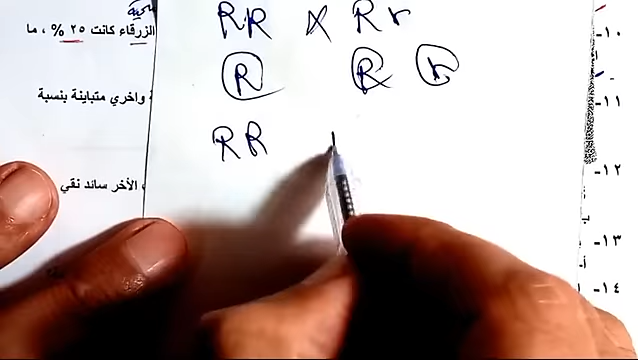 RR × Rr
R R r
RR
الزرقاء كانت ٢٥ % ، ما
واخري متباينة بنسبة
الأخر سائد نقي
١٠-
١١-
١٢-
١٣-
أ-
١٤-